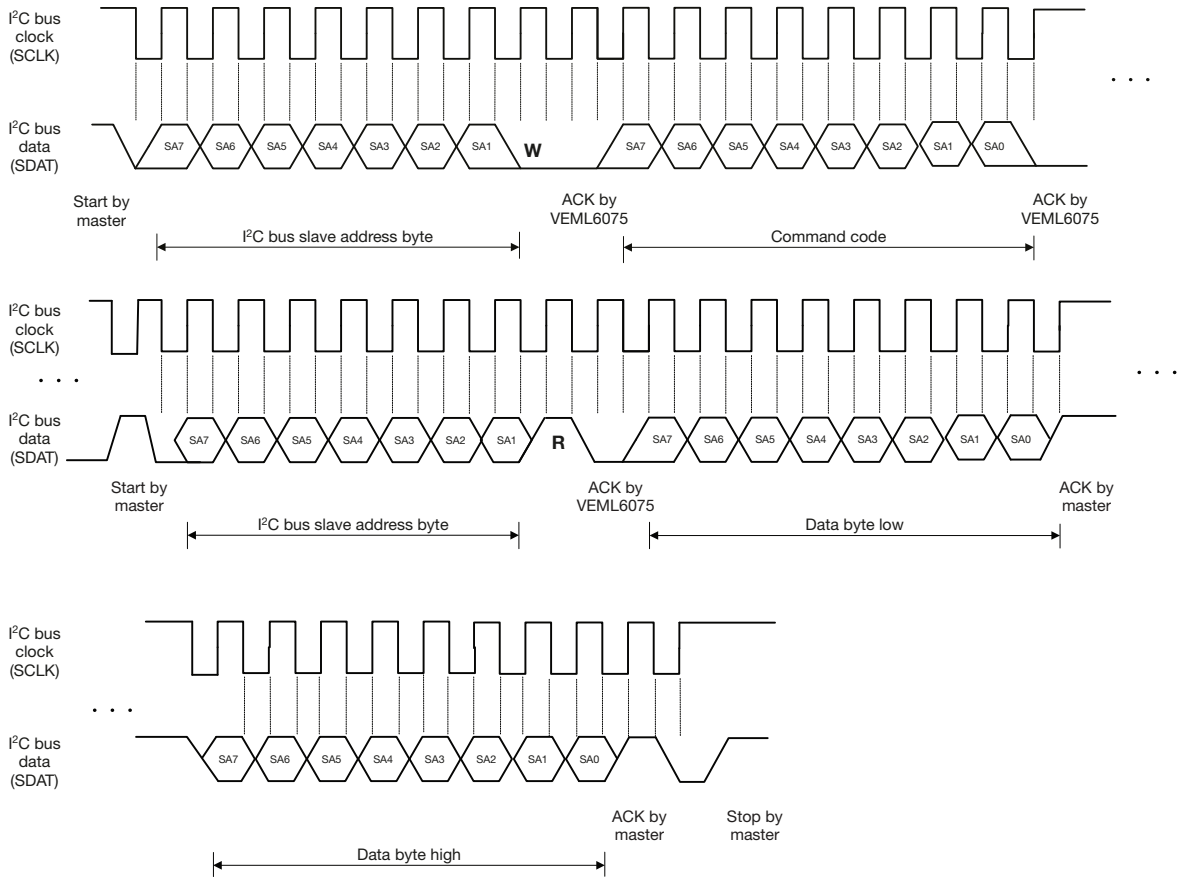 I²C bus
clock
(SCLK)
. . .
I²C bus
data
(SDAT)
SA7 SA6 SA5 SA4 SA3 SA2 SA1 W SA7 SA6 SA5 SA4 SA3 SA2 SA1 SA0
Start by
master
ACK by
VEML6075
ACK by
VEML6075
I²C bus slave address byte
Command code
I²C bus
clock
(SCLK)
. . .
. . .
I²C bus
data
(SDAT)
SA7 SA6 SA5 SA4 SA3 SA2 SA1 R SA7 SA6 SA5 SA4 SA3 SA2 SA1 SA0
Start by
master
ACK by
VEML6075
ACK by
master
I²C bus slave address byte
Data byte low
I²C bus
clock
(SCLK)
. . .
I²C bus
data
(SDAT)
SA7 SA6 SA5 SA4 SA3 SA2 SA1 SA0
ACK by
master
Stop by
master
Data byte high